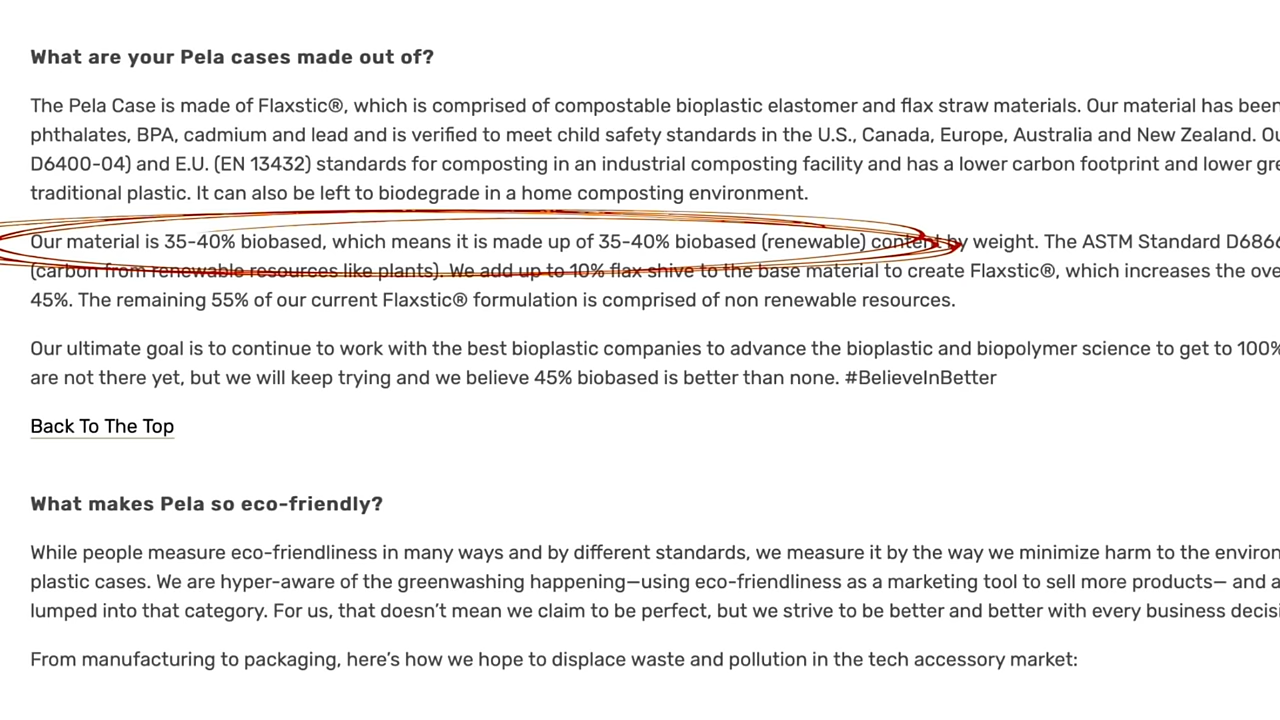 What are your Pela cases made out of?
The Pela Case is made of Flaxstic®, which is comprised of compostable bioplastic elastomer and flax straw materials. Our material has been
phthalates, BPA, cadmium and lead and is verified to meet child safety standards in the U.S., Canada, Europe, Australia and New Zealand.
D6400-04) and E.U. (EN 13432) standards for composting in an industrial composting facility and has a lower carbon footprint and lower
traditional plastic. It can also be left to biodegrade in a home composting environment.
Our material is 35-40% biobased, which means it is made up of 35-40% biobased (renewable) content by weight. The ASTM Standard
(carbon from renewable resources like plants). We add up to 10% flax shive to the base material to create Flaxstic®, which increases the
45%. The remaining 55% of our current Flaxstic® formulation is comprised of non renewable resources.
Our ultimate goal is to continue to work with the best bioplastic companies to advance the bioplastic and biopolymer science to get to 100%
are not there yet, but we will keep trying and we believe 45% biobased is better than none. #BelieveInBetter
Back To The Top
What makes Pela so eco-friendly?
While people measure eco-friendliness in many ways and by different standards, we measure it by the way we minimize harm to the
plastic cases. We are hyper-aware of the greenwashing happening—using eco-friendliness as a marketing tool to sell more products— and
lumped into that category. For us, that doesn't mean we claim to be perfect, but we strive to be better and better with every business
From manufacturing to packaging, here's how we hope to displace waste and pollution in the tech accessory market: